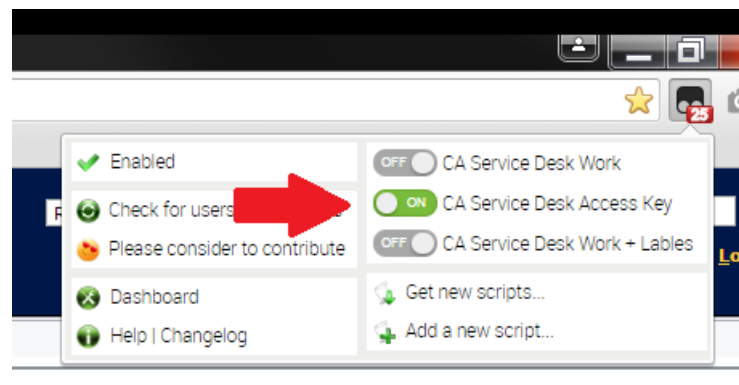 25
Enabled
Check for users
Please consider to contribute
Dashboard
Help | Changelog
OFF CA Service Desk Work
ON CA Service Desk Access Key
OFF CA Service Desk Work + Lables
Get new scripts...
Add a new script...
Lo